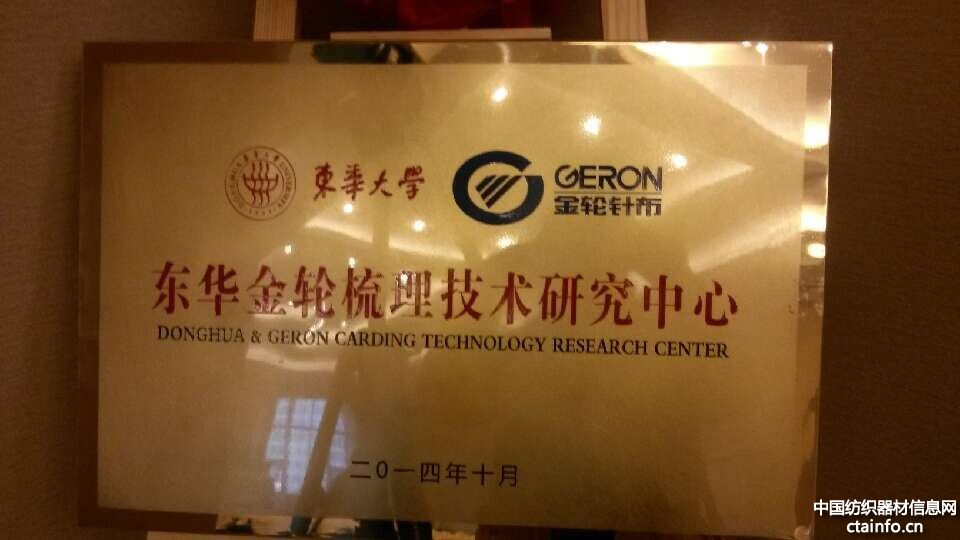 東華大學
GERON
金轮针布
东华金轮梳理技术研究中心
DONGHUA & GERON CARDING TECHNOLOGY RESEARCH CENTER
二〇一四年十月
中国纺织器材信息网
ctainfo.cn